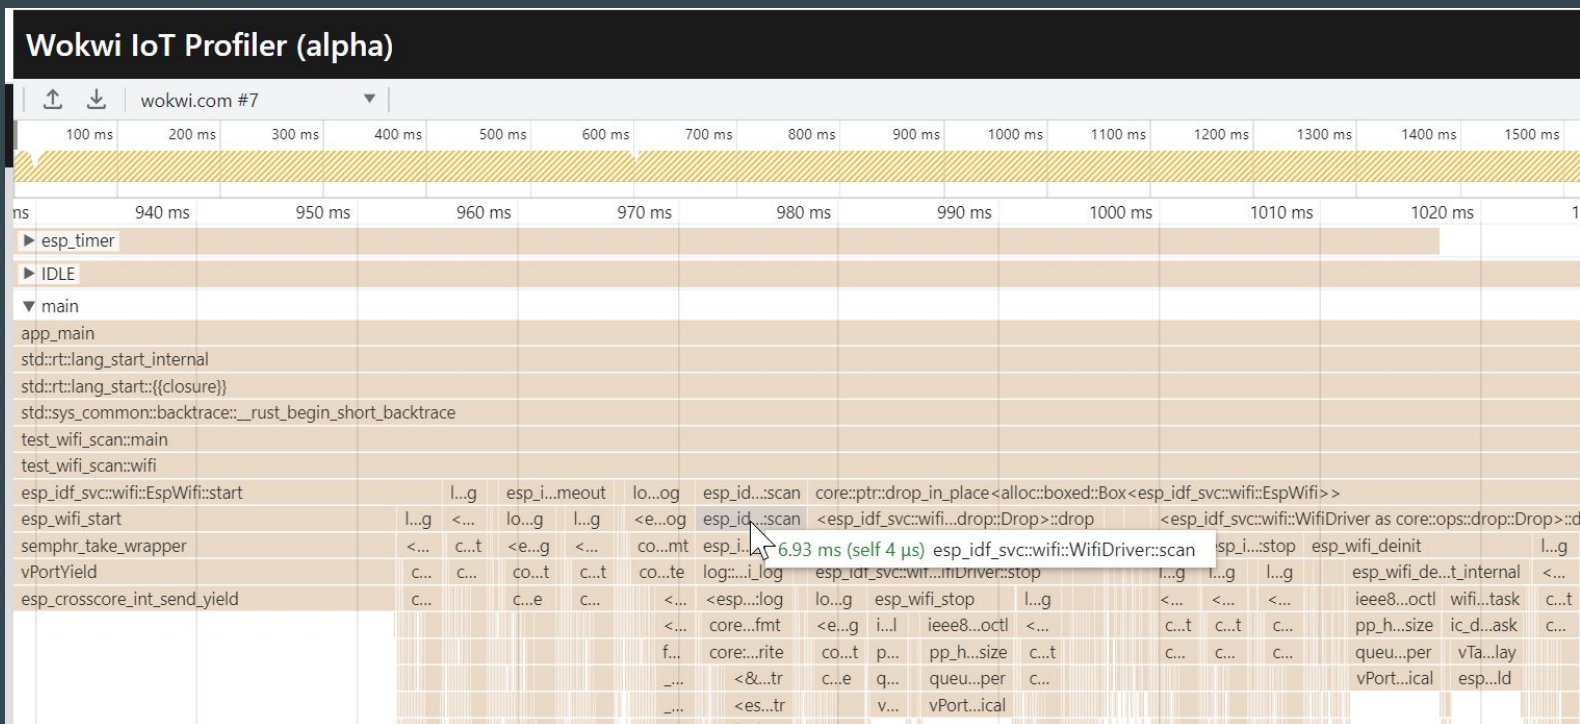 Wokwi IoT Profiler (alpha)
wokwi.com #7
100 ms 200 ms 300 ms 400 ms 500 ms 600 ms 700 ms 800 ms 900 ms 1000 ms 1100 ms 1200 ms 1300 ms 1400 ms 1500 ms
ns 940 ms 950 ms 960 ms 970 ms 980 ms 990 ms 1000 ms 1010 ms 1020 ms 1
esp_timer
IDLE
main
app_main
std::rt::lang_start_internal
std::rt::lang_start::{{closure}}
std::sys_common::backtrace::__rust_begin_short_backtrace
test_wifi_scan::main
test_wifi_scan::wifi
esp_idf_svc::wifi::EspWifi::start l...g esp_i...meout lo...og esp_id...:scan core::ptr::drop_in_place<alloc::boxed::Box<esp_idf_svc::wifi::EspWifi>>
esp_wifi_start l...g <... lo...g l...g <e...og esp_id...:scan <esp_idf_svc::wifi...drop::Drop>::drop <esp_idf_svc::wifi::WifiDriver as core::ops::drop::Drop>::d
semphr_take_wrapper <... c...t <e...g <... co...mt esp_i... 6.93 ms (self 4 µs) esp_idf_svc::wifi::WifiDriver::scan sp_i...:stop esp_wifi_deinit l...g
vPortYield c... c... co...t c...t co...te log::...i_log esp_idf_svc::wif...ifiDriver::stop l...g l...g l...g esp_wifi_de...t_internal <...
esp_crosscore_int_send_yield c... c...e c... <... <esp...:log lo...g esp_wifi_stop l...g <... <... <... ieee8...octl wifi...task c...t
<... core...fmt <e...g i...l ieee8...octl <... c...t c...t c... pp_h...size ic_d...ask c...
f... core:...rite co...t p... pp_h...size c...t c... c... c... queu...per vTa...lay
_... <&...tr c...e q... queu...per c... vPort...ical esp...ld
_... <es...tr v... vPort...ical